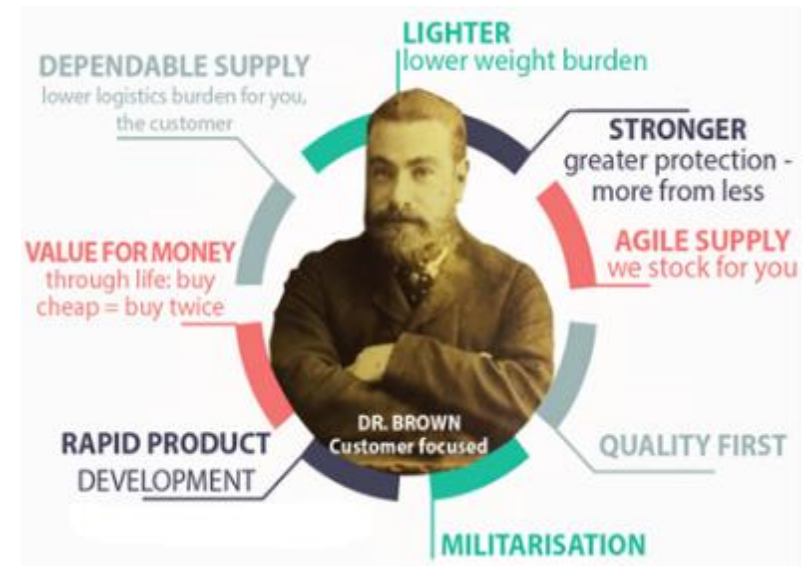 LIGHTER
lower weight burden
STRONGER
greater protection -
more from less
AGILE SUPPLY
we stock for you
QUALITY FIRST
MILITARISATION
RAPID PRODUCT
DEVELOPMENT
VALUE FOR MONEY
through life: buy
cheap = buy twice
DEPENDABLE SUPPLY
lower logistics burden for you,
the customer
DR. BROWN
Customer focused